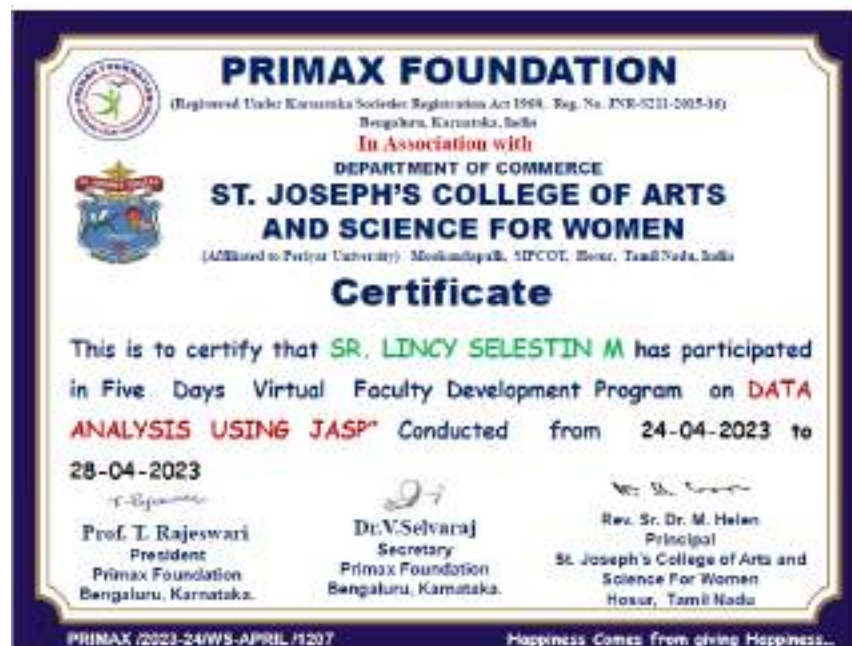 PRIMAX FOUNDATION
(Registered Under Karnataka Societies Registration Act 1960, Reg. No. JNR-S211-2015-16)
Bengaluru, Karnataka, India
In Association with
DEPARTMENT OF COMMERCE
ST. JOSEPH'S COLLEGE OF ARTS
AND SCIENCE FOR WOMEN
(Affiliated to Periyar University) Mookandapalli, SIPCOT, Hosur, Tamil Nadu, India
Certificate
This is to certify that SR. LINCY SELESTIN M has participated
in Five Days Virtual Faculty Development Program on DATA
ANALYSIS USING JASP" Conducted from 24-04-2023 to
28-04-2023
Prof. T. Rajeswari
President
Primax Foundation
Bengaluru, Karnataka.
Dr.V.Selvaraj
Secretary
Primax Foundation
Bengaluru, Karnataka.
Rev. Sr. Dr. M. Helen
Principal
St. Joseph's College of Arts and
Science For Women
Hosur, Tamil Nadu
PRIMAX /2023-24/WS-APRIL /1207
Happiness Comes from giving Happiness...